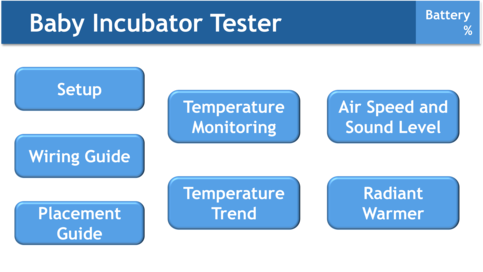 Baby Incubator Tester
Battery
%
Setup
Wiring Guide
Placement
Guide
Temperature
Monitoring
Temperature
Trend
Air Speed and
Sound Level
Radiant
Warmer